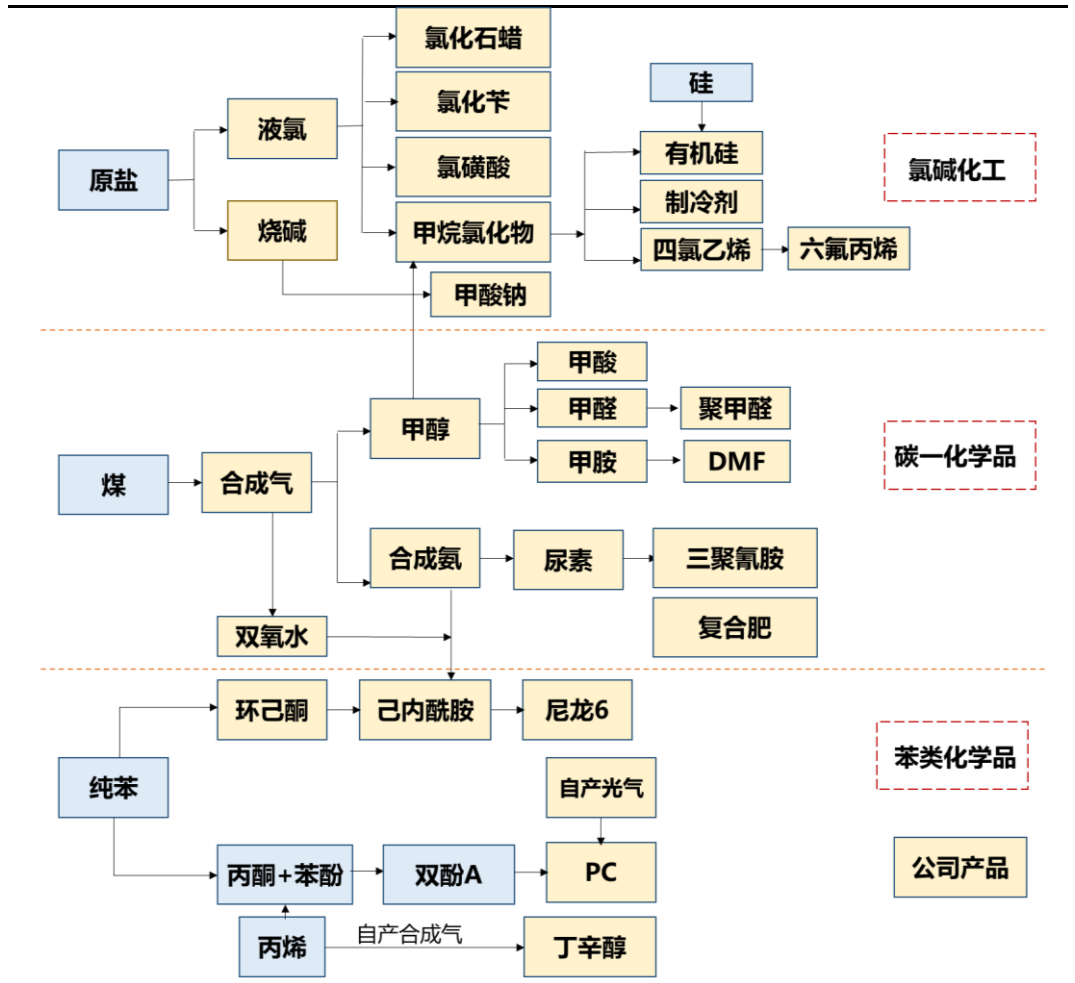 氯化石蜡
硅
液氯
氯化苄
有机硅
氯碱化工
原盐
氯磺酸
制冷剂
烧碱
甲烷氯化物
四氯乙烯
六氟丙烯
甲酸钠
甲酸
甲醇
甲醛
聚甲醛
碳一化学品
煤
合成气
甲胺
DMF
合成氨
尿素
三聚氰胺
双氧水
复合肥
环己酮
己内酰胺
尼龙6
苯类化学品
纯苯
自产光气
丙酮+苯酚
双酚A
PC
公司产品
丙烯
自产合成气
丁辛醇